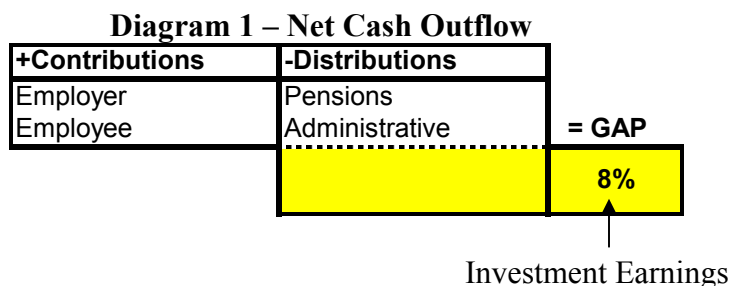 Diagram 1 – Net Cash Outflow
+Contributions -Distributions
Employer Pensions
Employee Administrative = GAP
8%
Investment Earnings